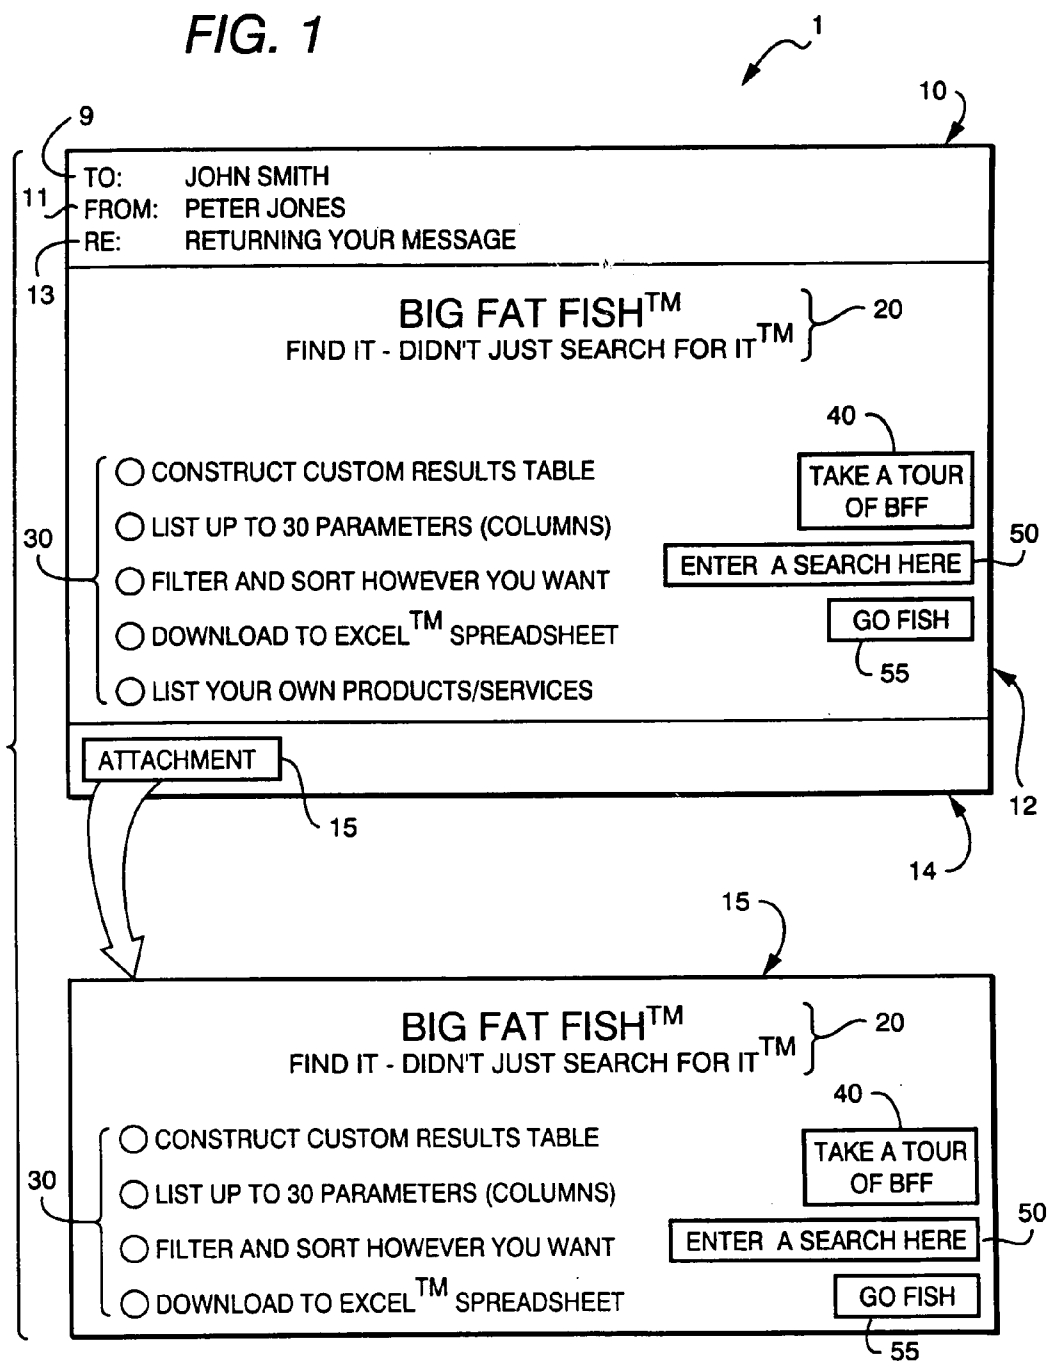 FIG. 1
1
10
9
TO: JOHN SMITH
11
FROM: PETER JONES
RE: RETURNING YOUR MESSAGE
13
BIG FAT FISH™
20
FIND IT - DIDN'T JUST SEARCH FOR IT™
40
CONSTRUCT CUSTOM RESULTS TABLE
TAKE A TOUR
OF BFF
LIST UP TO 30 PARAMETERS (COLUMNS)
30
50
FILTER AND SORT HOWEVER YOU WANT
ENTER A SEARCH HERE
DOWNLOAD TO EXCEL™ SPREADSHEET
GO FISH
55
LIST YOUR OWN PRODUCTS/SERVICES
ATTACHMENT
12
15
14
15
BIG FAT FISH™
20
FIND IT - DIDN'T JUST SEARCH FOR IT™
40
CONSTRUCT CUSTOM RESULTS TABLE
TAKE A TOUR
OF BFF
30
LIST UP TO 30 PARAMETERS (COLUMNS)
50
FILTER AND SORT HOWEVER YOU WANT
ENTER A SEARCH HERE
DOWNLOAD TO EXCEL™ SPREADSHEET
GO FISH
55